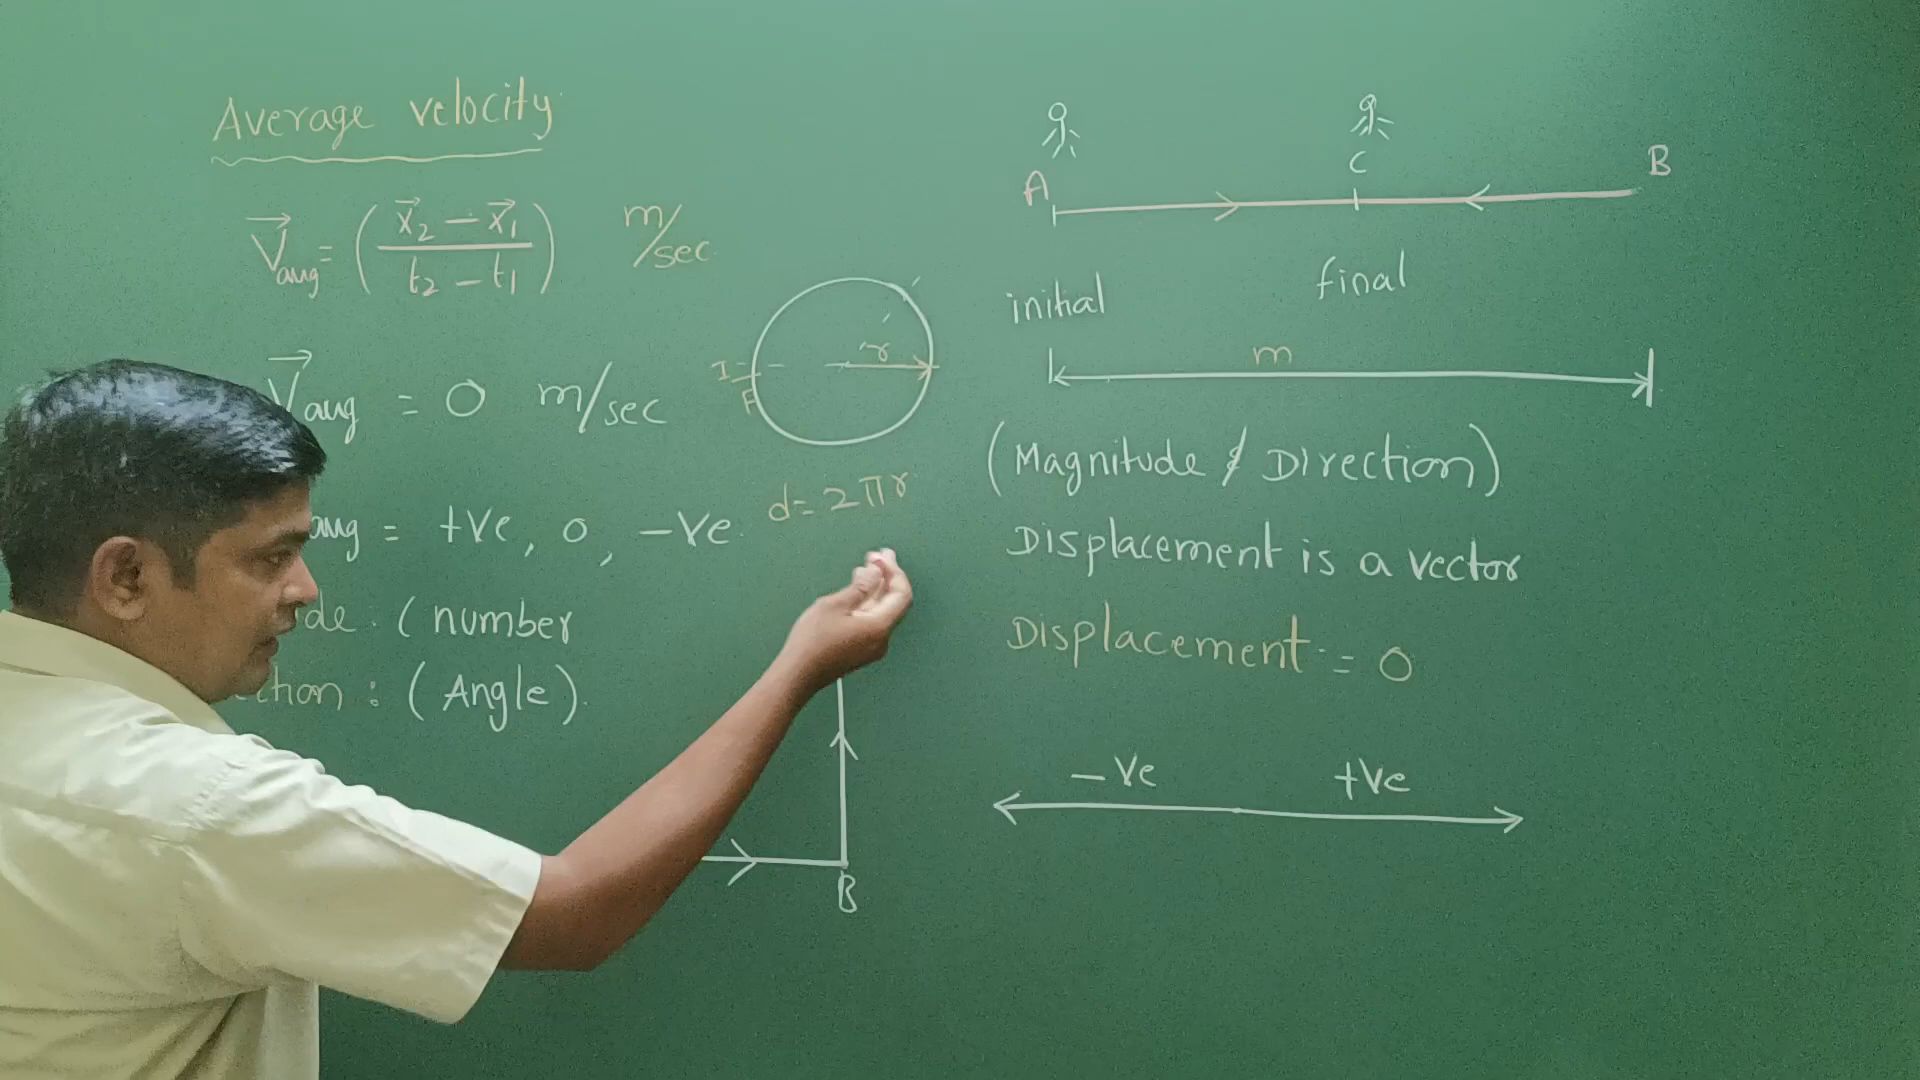 Average velocity
V⃗aug = (x⃗2 - x⃗1 / t2 - t1) m/sec
V⃗aug = 0 m/sec
aug = +ve, 0, -ve.
de : (number
ction : (Angle).
r
I
F
d = 2πr
B
A
C
B
initial
final
m
(Magnitude & Direction)
Displacement is a vector
Displacement = 0
-ve +ve